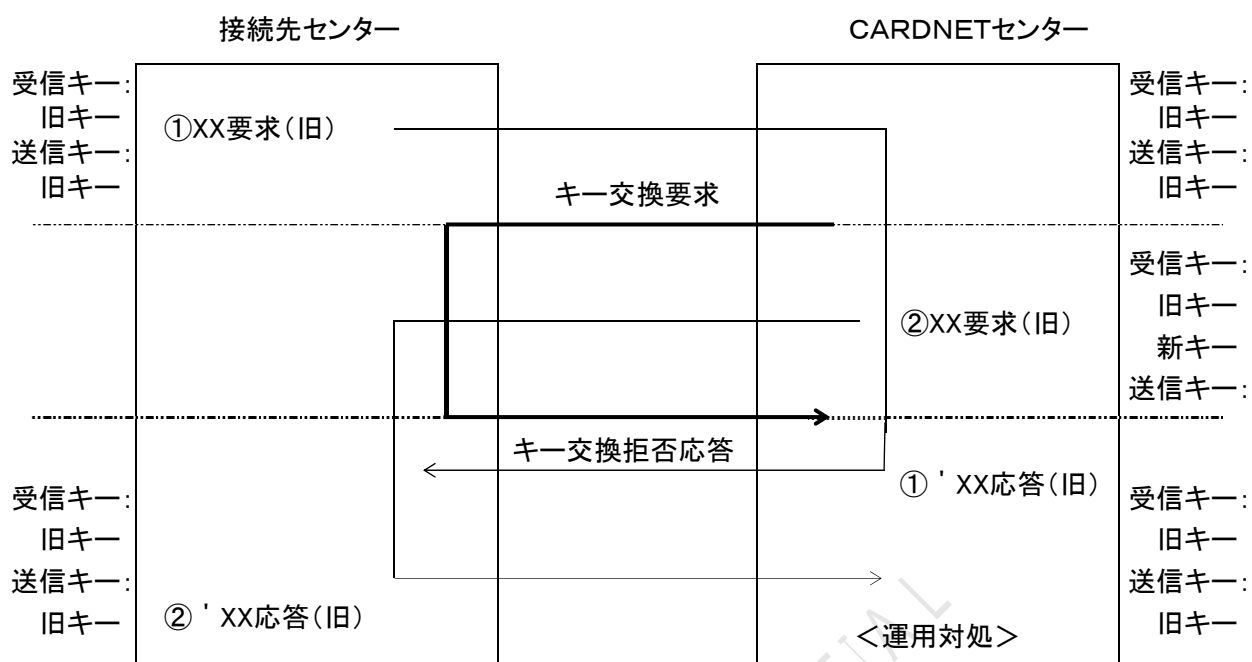 接続先センター
CARDNETセンター
受信キー:
旧キー
送信キー:
旧キー
①XX要求(旧)
受信キー:
旧キー
送信キー:
旧キー
キー交換要求
②XX要求(旧)
受信キー:
旧キー
新キー
送信キー:
キー交換拒否応答
①'XX応答(旧)
受信キー:
旧キー
送信キー:
旧キー
②'XX応答(旧)
受信キー:
旧キー
送信キー:
旧キー
<運用対処>